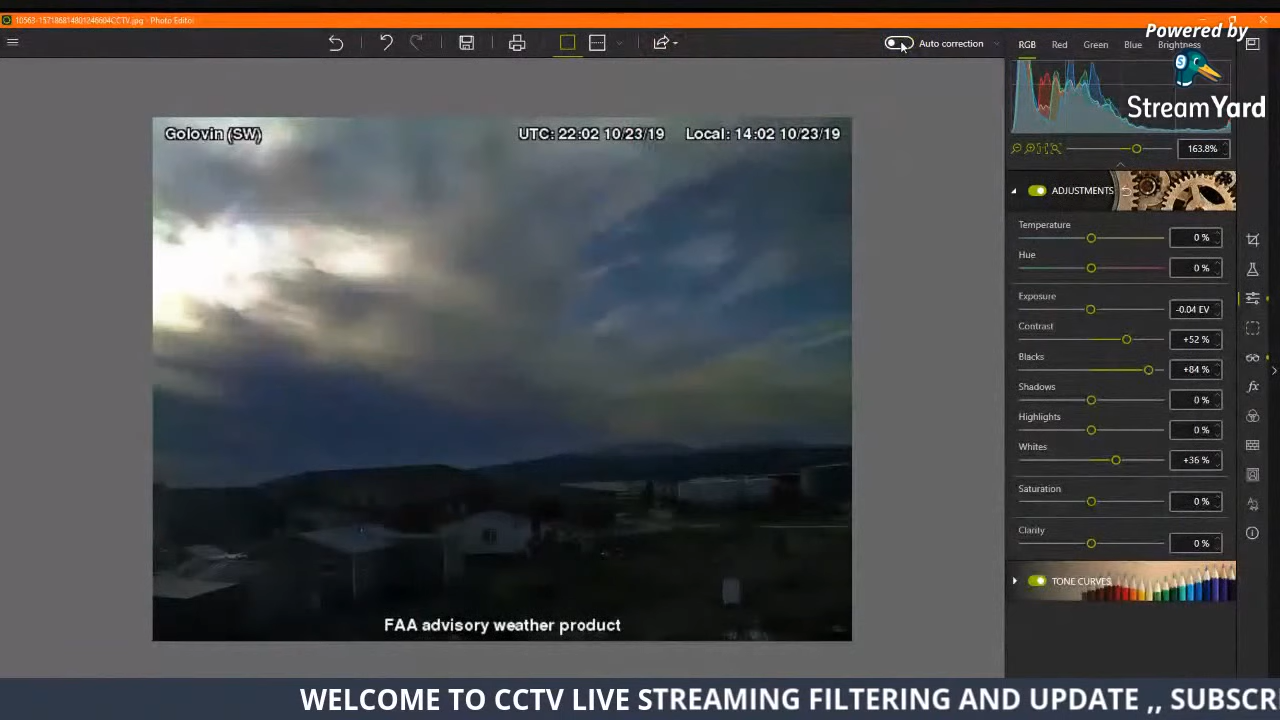 10563-157186814801246604CCTV.jpg - Photo Editor
Powered by
StreamYard
Auto correction
RGB Red Green Blue Brightness
163.8%
ADJUSTMENTS
Temperature
0 %
Hue
0 %
Exposure
-0.04 EV
Contrast
+52 %
Blacks
+84 %
Shadows
0 %
Highlights
0 %
Whites
+36 %
Saturation
0 %
Clarity
0 %
TONE CURVES
Golovin (SW) UTC: 22:02 10/23/19 Local: 14:02 10/23/19
FAA advisory weather product
WELCOME TO CCTV LIVE STREAMING FILTERING AND UPDATE ,, SUBSCR